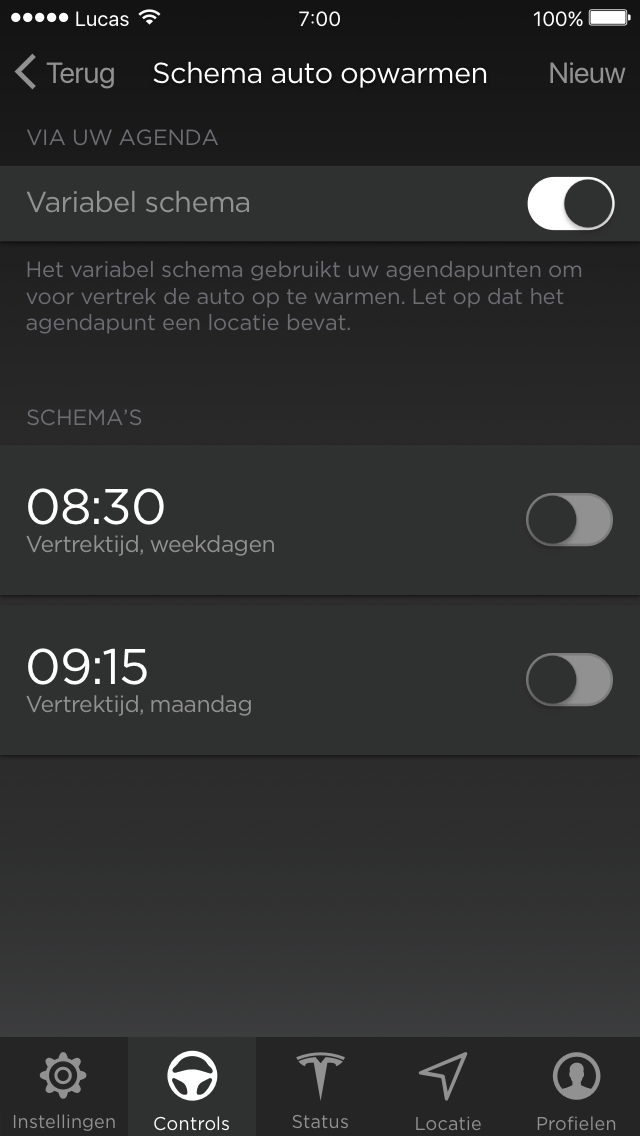 Lucas 7:00 100%
Terug Schema auto opwarmen Nieuw
VIA UW AGENDA
Variabel schema
Het variabel schema gebruikt uw agendapunten om
voor vertrek de auto op te warmen. Let op dat het
agendapunt een locatie bevat.
SCHEMA'S
08:30
Vertrektijd, weekdagen
09:15
Vertrektijd, maandag
Instellingen Controls Status Locatie Profielen